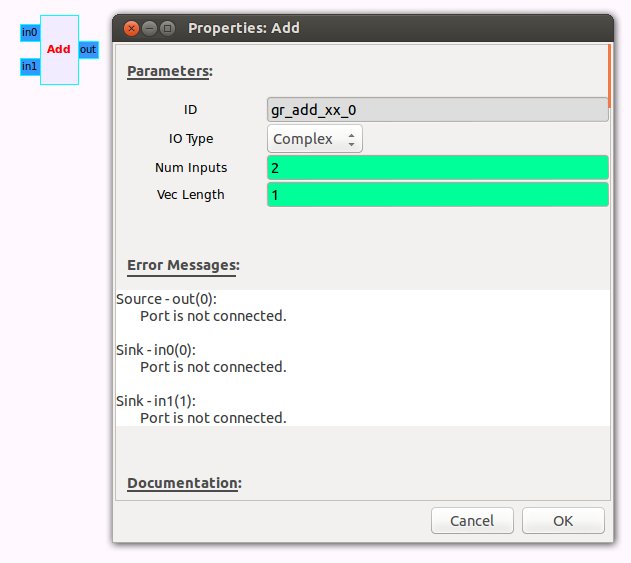 in0
Add
out
in1
Properties: Add
Parameters:
ID
gr_add_xx_0
IO Type
Complex
Num Inputs
2
Vec Length
1
Error Messages:
Source - out(0):
Port is not connected.
Sink - in0(0):
Port is not connected.
Sink - in1(1):
Port is not connected.
Documentation:
Cancel
OK